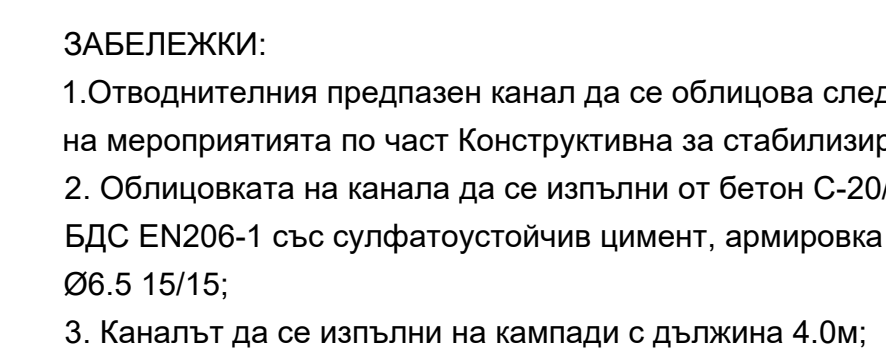 ЗАБЕЛЕЖКИ:
1.Отводнителния предпазен канал да се облицова след
на мероприятията по част Конструктивна за стабилизир
2. Облицовката на канала да се изпълни от бетон С-20/
БДС EN206-1 със сулфатоустойчив цимент, армировка
Ø6.5 15/15;
3. Каналът да се изпълни на кампади с дължина 4.0м;